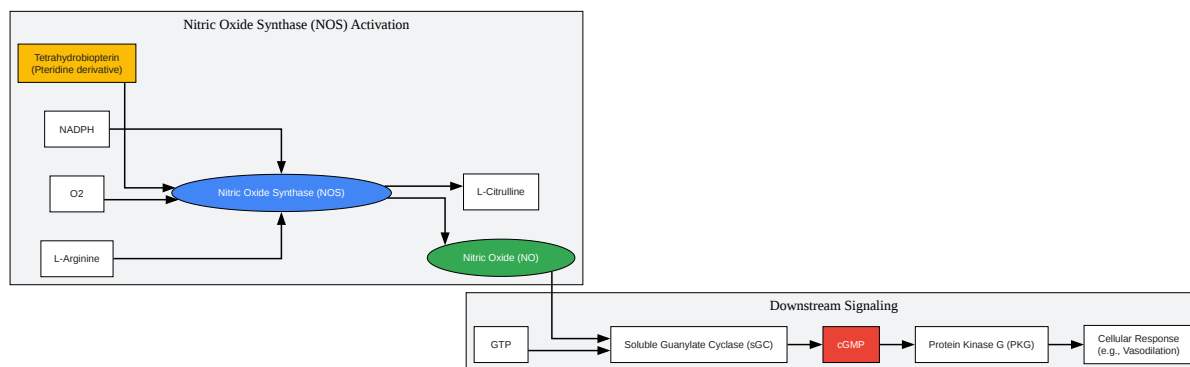 Nitric Oxide Synthase (NOS) Activation
Tetrahydrobiopterin
(Pteridine derivative)
NADPH
O2
Nitric Oxide Synthase (NOS)
L-Citrulline
L-Arginine
Nitric Oxide (NO)
Downstream Signaling
GTP
Soluble Guanylate Cyclase (sGC)
cGMP
Protein Kinase G (PKG)
Cellular Response
(e.g., Vasodilation)